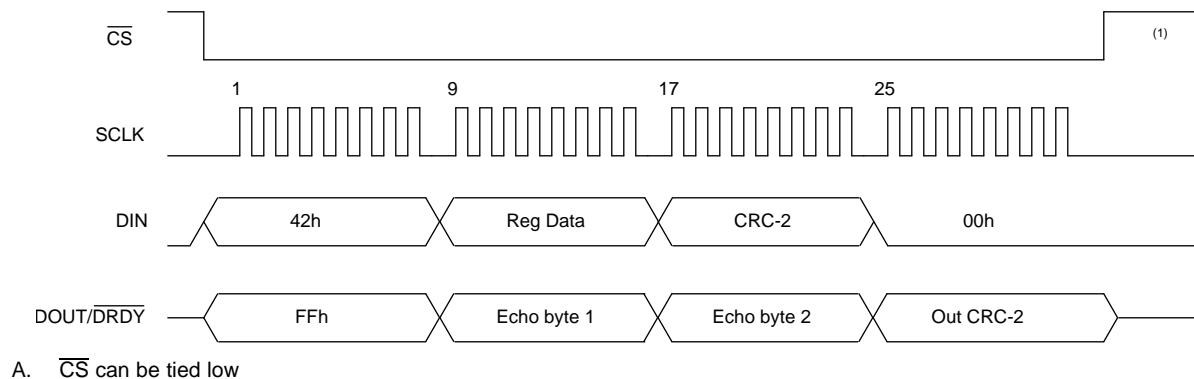 CS
(1)
1 9 17 25
SCLK
DIN 42h Reg Data CRC-2 00h
DOUT/DRDY FFh Echo byte 1 Echo byte 2 Out CRC-2
A. CS can be tied low